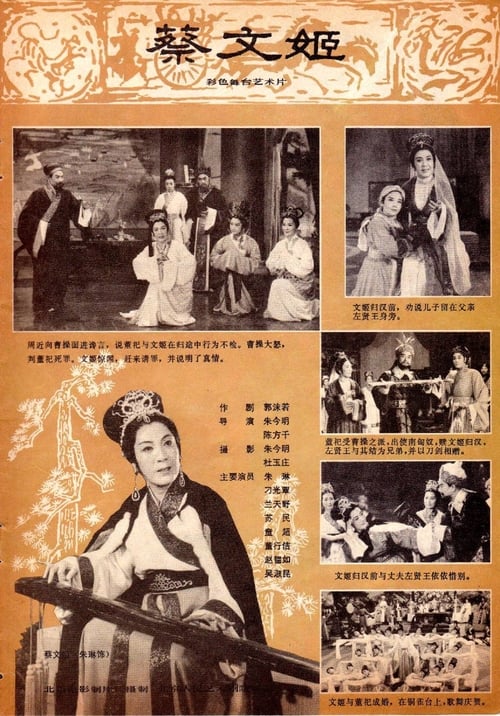 蔡文姬
彩色舞台艺术片
周近向曹操面进谗言，说董祀与文姬在归途中行为不检。曹操大怒，
判董祀死罪。文姬惊闻，赶来请罪，并说明了真情。
文姬归汉前，劝说儿子留在父亲
左贤王身旁。
作 剧 郭沫若
导 演 朱今明
陈方千
摄 影 朱今明
杜玉庄
主要演员 朱 琳
刁光覃
兰天野
苏 民
童 超
董行佶
赵韫如
吴淑昆
董祀受曹操之派，出使南匈奴，赎文姬归汉，
左贤王与其结为兄弟，并以刀剑相赠。
文姬归汉前与丈夫左贤王依依惜别。
蔡文 朱琳饰）
北 影制片 摄制
文姬与董祀成婚，在铜雀台上，歌舞庆贺。